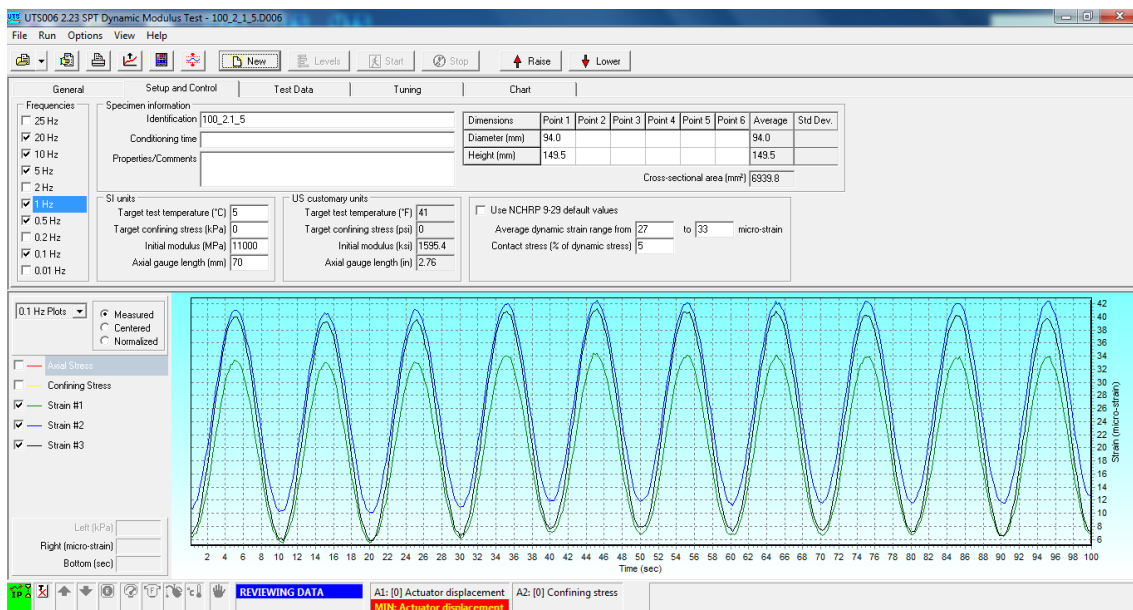 UTS006 2.23 SPT Dynamic Modulus Test - 100_2_1_5.D006
File Run Options View Help
New Levels Start Stop Raise Lower
General Setup and Control Test Data Tuning Chart
Frequencies
25 Hz
20 Hz
10 Hz
5 Hz
2 Hz
1 Hz
0.5 Hz
0.2 Hz
0.1 Hz
0.01 Hz
Specimen information
Identification 100_2.1_5
Conditioning time
Properties/Comments
Dimensions Point 1 Point 2 Point 3 Point 4 Point 5 Point 6 Average Std Dev.
Diameter (mm) 94.0 94.0
Height (mm) 149.5 149.5
Cross-sectional area (mm²) 6939.8
SI units
Target test temperature (°C) 5
Target confining stress (kPa) 0
Initial modulus (MPa) 11000
Axial gauge length (mm) 70
US customary units
Target test temperature (°F) 41
Target confining stress (psi) 0
Initial modulus (ksi) 1595.4
Axial gauge length (in) 2.76
Use NCHRP 9-29 default values
Average dynamic strain range from 27 to 33 micro-strain
Contact stress (% of dynamic stress) 5
0.1 Hz Plots
Measured
Centered
Normalized
Axial Stress
Confining Stress
Strain #1
Strain #2
Strain #3
Left (kPa)
Right (micro-strain)
Bottom (sec)
42
40
38
36
34
32
30
28
26
24
22
20
18
16
14
12
10
8
6
Strain (micro-strain)
2 4 6 8 10 12 14 16 18 20 22 24 26 28 30 32 34 36 38 40 42 44 46 48 50 52 54 56 58 60 62 64 66 68 70 72 74 76 78 80 82 84 86 88 90 92 94 96 98 100
Time (sec)
REVIEWING DATA A1: [0] Actuator displacement A2: [0] Confining stress
MIN: Actuator displacement